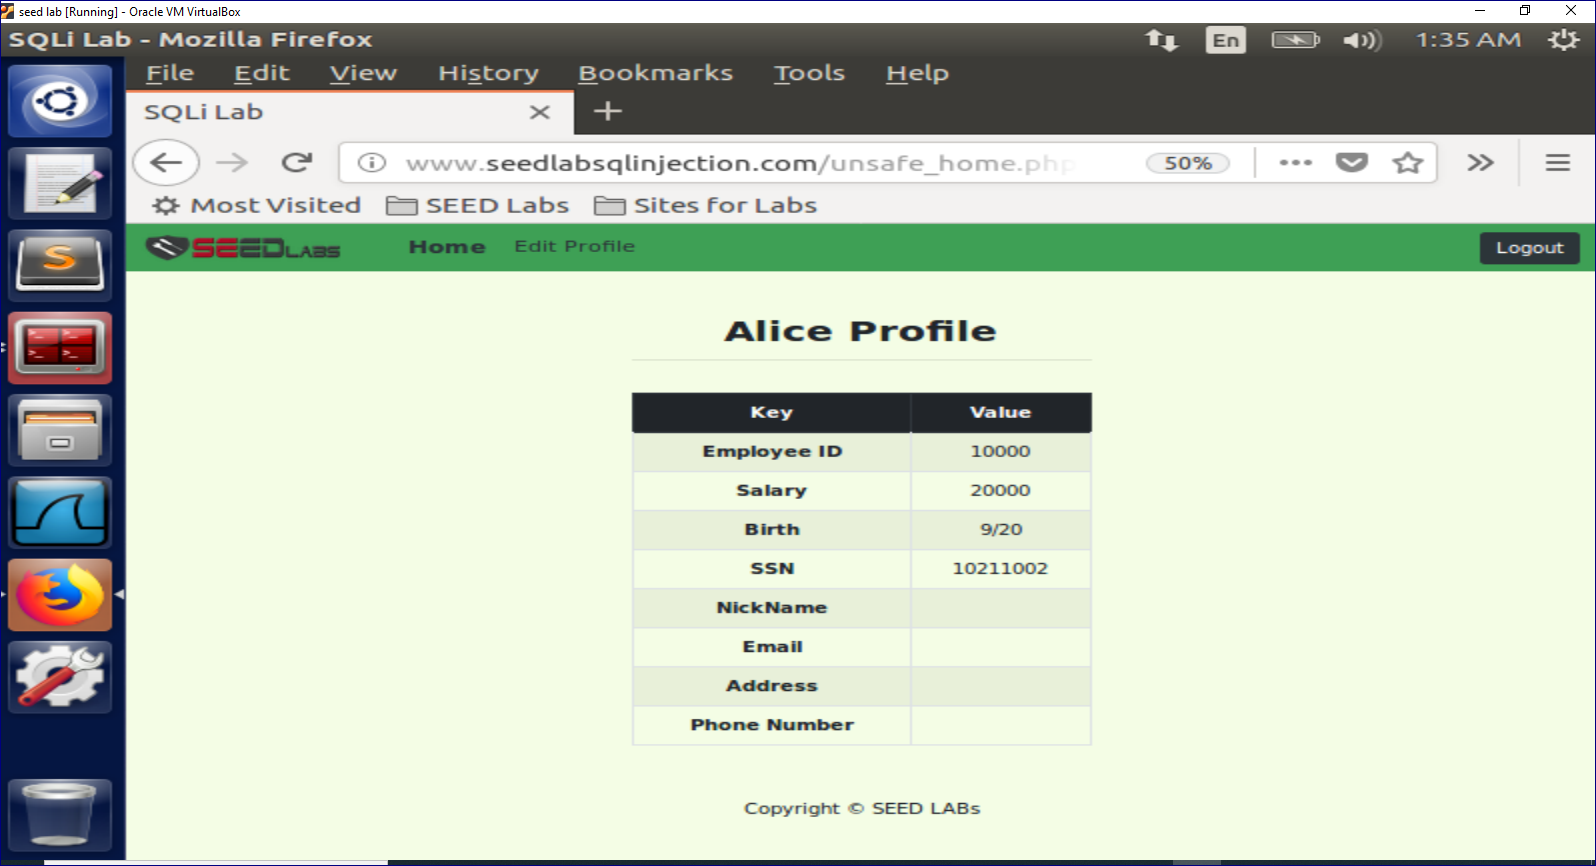 seed lab [Running] - Oracle VM VirtualBox
SQLi Lab - Mozilla Firefox En 1:35 AM
File Edit View History Bookmarks Tools Help
SQLi Lab
www.seedlabsqlinjection.com/unsafe_home.php 50%
Most Visited SEED Labs Sites for Labs
SEEDLABS Home Edit Profile Logout
Alice Profile
Key Value
Employee ID 10000
Salary 20000
Birth 9/20
SSN 10211002
NickName
Email
Address
Phone Number
Copyright © SEED LABs